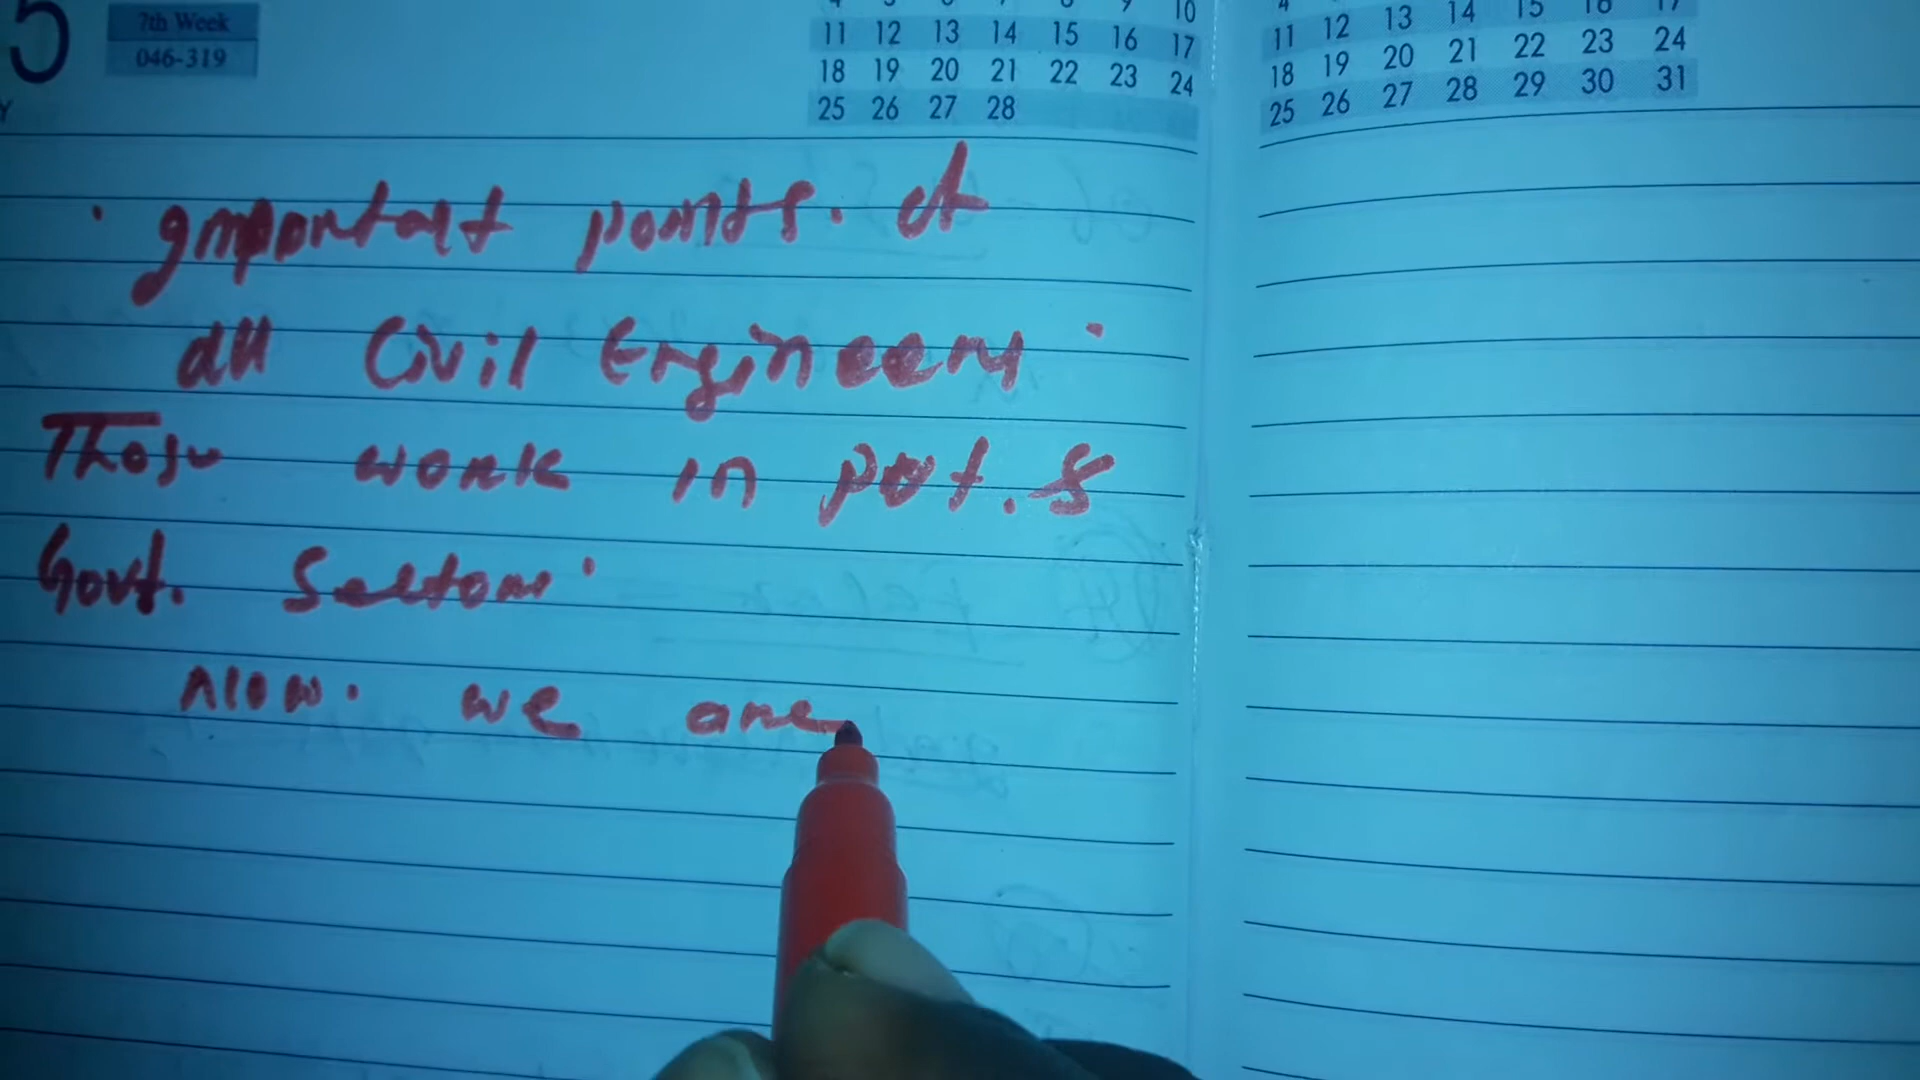 5
7th Week
046-319
10
11 12 13 14 15 16 17
18 19 20 21 22 23 24
25 26 27 28
11 12 13 14 15 16 17
18 19 20 21 22 23 24
25 26 27 28 29 30 31
Important points. of
all Civil Engineers
Those work in pvt. &
Govt. Sectors
Now. we are